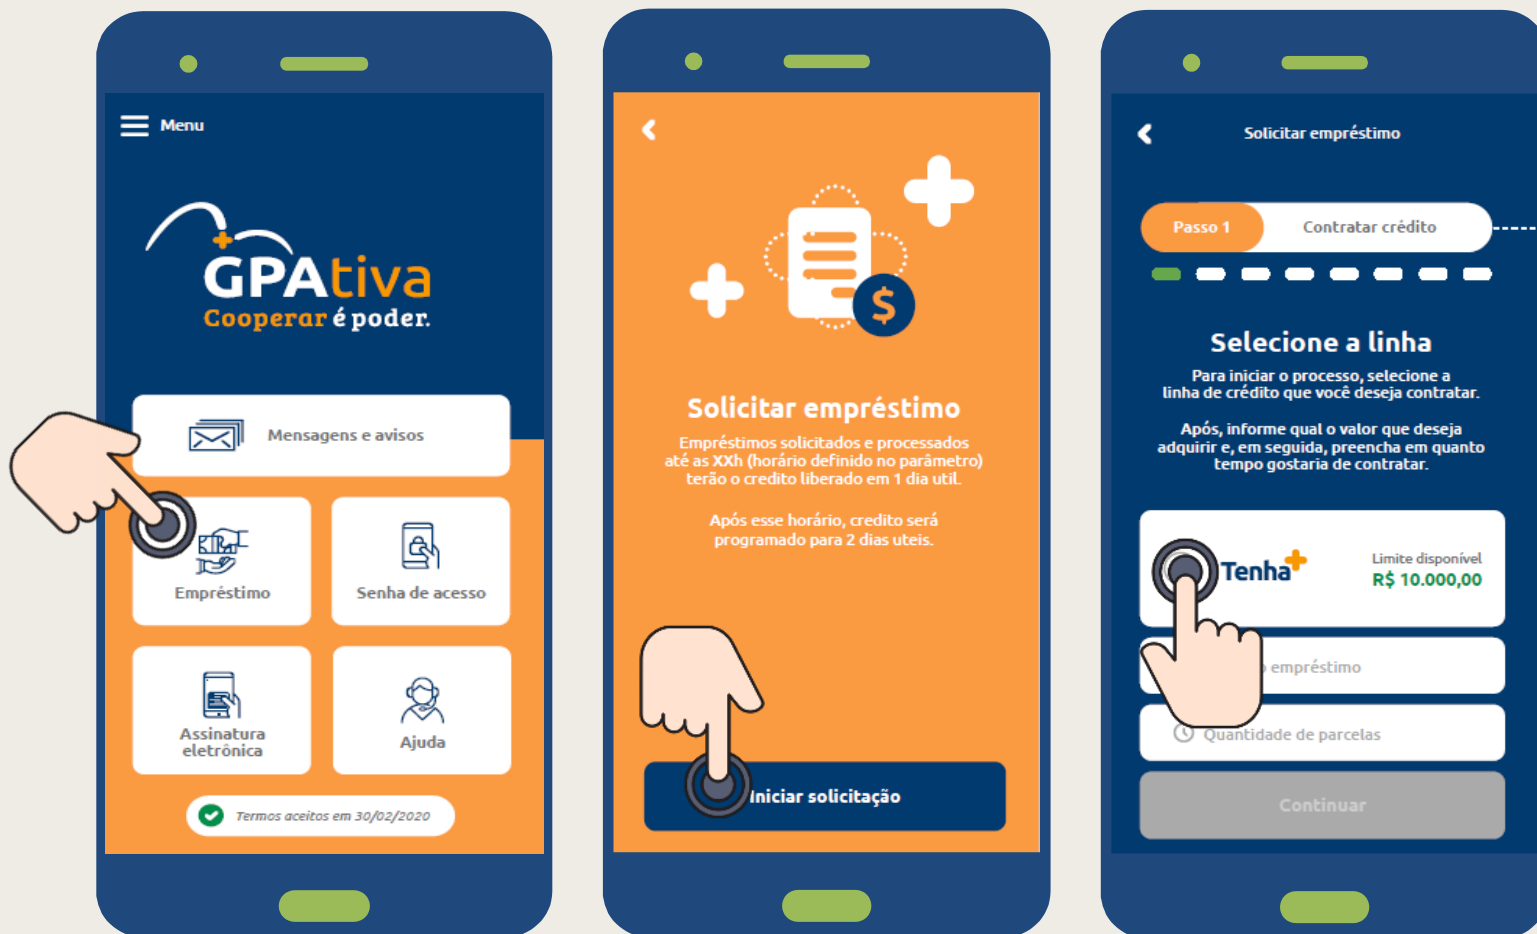 Menu
GPAtiva
Cooperar é poder.
Mensagens e avisos
Empréstimo
Senha de acesso
Assinatura
eletrônica
Ajuda
Termos aceitos em 30/02/2020
Solicitar empréstimo
Empréstimos solicitados e processados
até as XXh (horário definido no parâmetro)
terão o credito liberado em 1 dia util.
Após esse horário, credito será
programado para 2 dias uteis.
Iniciar solicitação
Solicitar empréstimo
Passo 1
Contratar crédito
Selecione a linha
Para iniciar o processo, selecione a
linha de crédito que você deseja contratar.
Após, informe qual o valor que deseja
adquirir e, em seguida, preencha em quanto
tempo gostaria de contratar.
Tenha+
Limite disponível
R$ 10.000,00
empréstimo
Quantidade de parcelas
Continuar